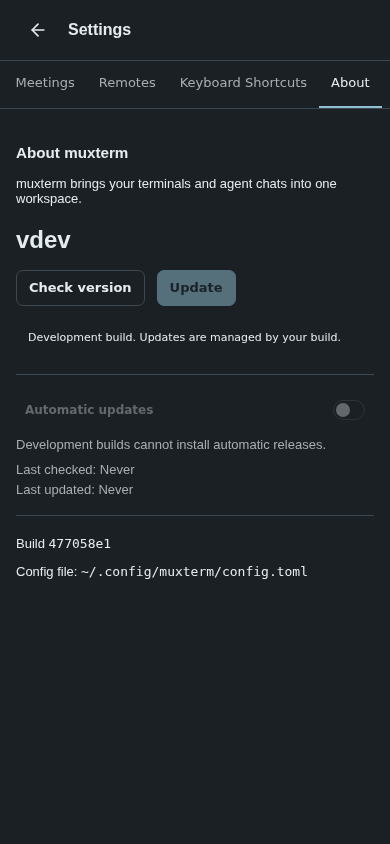 Settings
Meetings Remotes Keyboard Shortcuts About
About muxterm
muxterm brings your terminals and agent chats into one
workspace.
vdev
Check version Update
Development build. Updates are managed by your build.
Automatic updates
Development builds cannot install automatic releases.
Last checked: Never
Last updated: Never
Build 477058e1
Config file: ~/.config/muxterm/config.toml